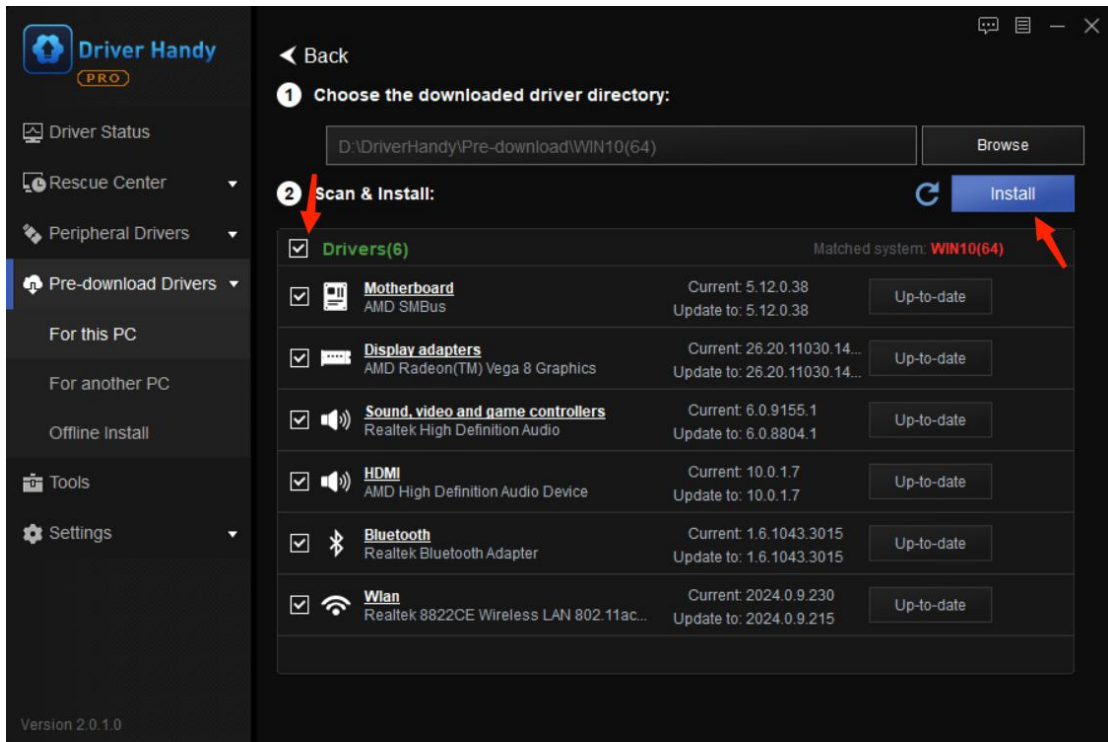 Driver Handy
PRO
Driver Status
Rescue Center
Peripheral Drivers
Pre-download Drivers
For this PC
For another PC
Offline Install
Tools
Settings
Version 2.0.1.0
Back
1 Choose the downloaded driver directory:
D:\DriverHandy\Pre-download\WIN10(64)
Browse
2 Scan & Install:
Install
Drivers(6)
Matched system: WIN10(64)
Motherboard
AMD SMBus
Current: 5.12.0.38
Update to: 5.12.0.38
Up-to-date
Display adapters
AMD Radeon(TM) Vega 8 Graphics
Current: 26.20.11030.14...
Update to: 26.20.11030.14...
Up-to-date
Sound, video and game controllers
Realtek High Definition Audio
Current: 6.0.9155.1
Update to: 6.0.8804.1
Up-to-date
HDMI
AMD High Definition Audio Device
Current: 10.0.1.7
Update to: 10.0.1.7
Up-to-date
Bluetooth
Realtek Bluetooth Adapter
Current: 1.6.1043.3015
Update to: 1.6.1043.3015
Up-to-date
Wlan
Realtek 8822CE Wireless LAN 802.11ac...
Current: 2024.0.9.230
Update to: 2024.0.9.215
Up-to-date